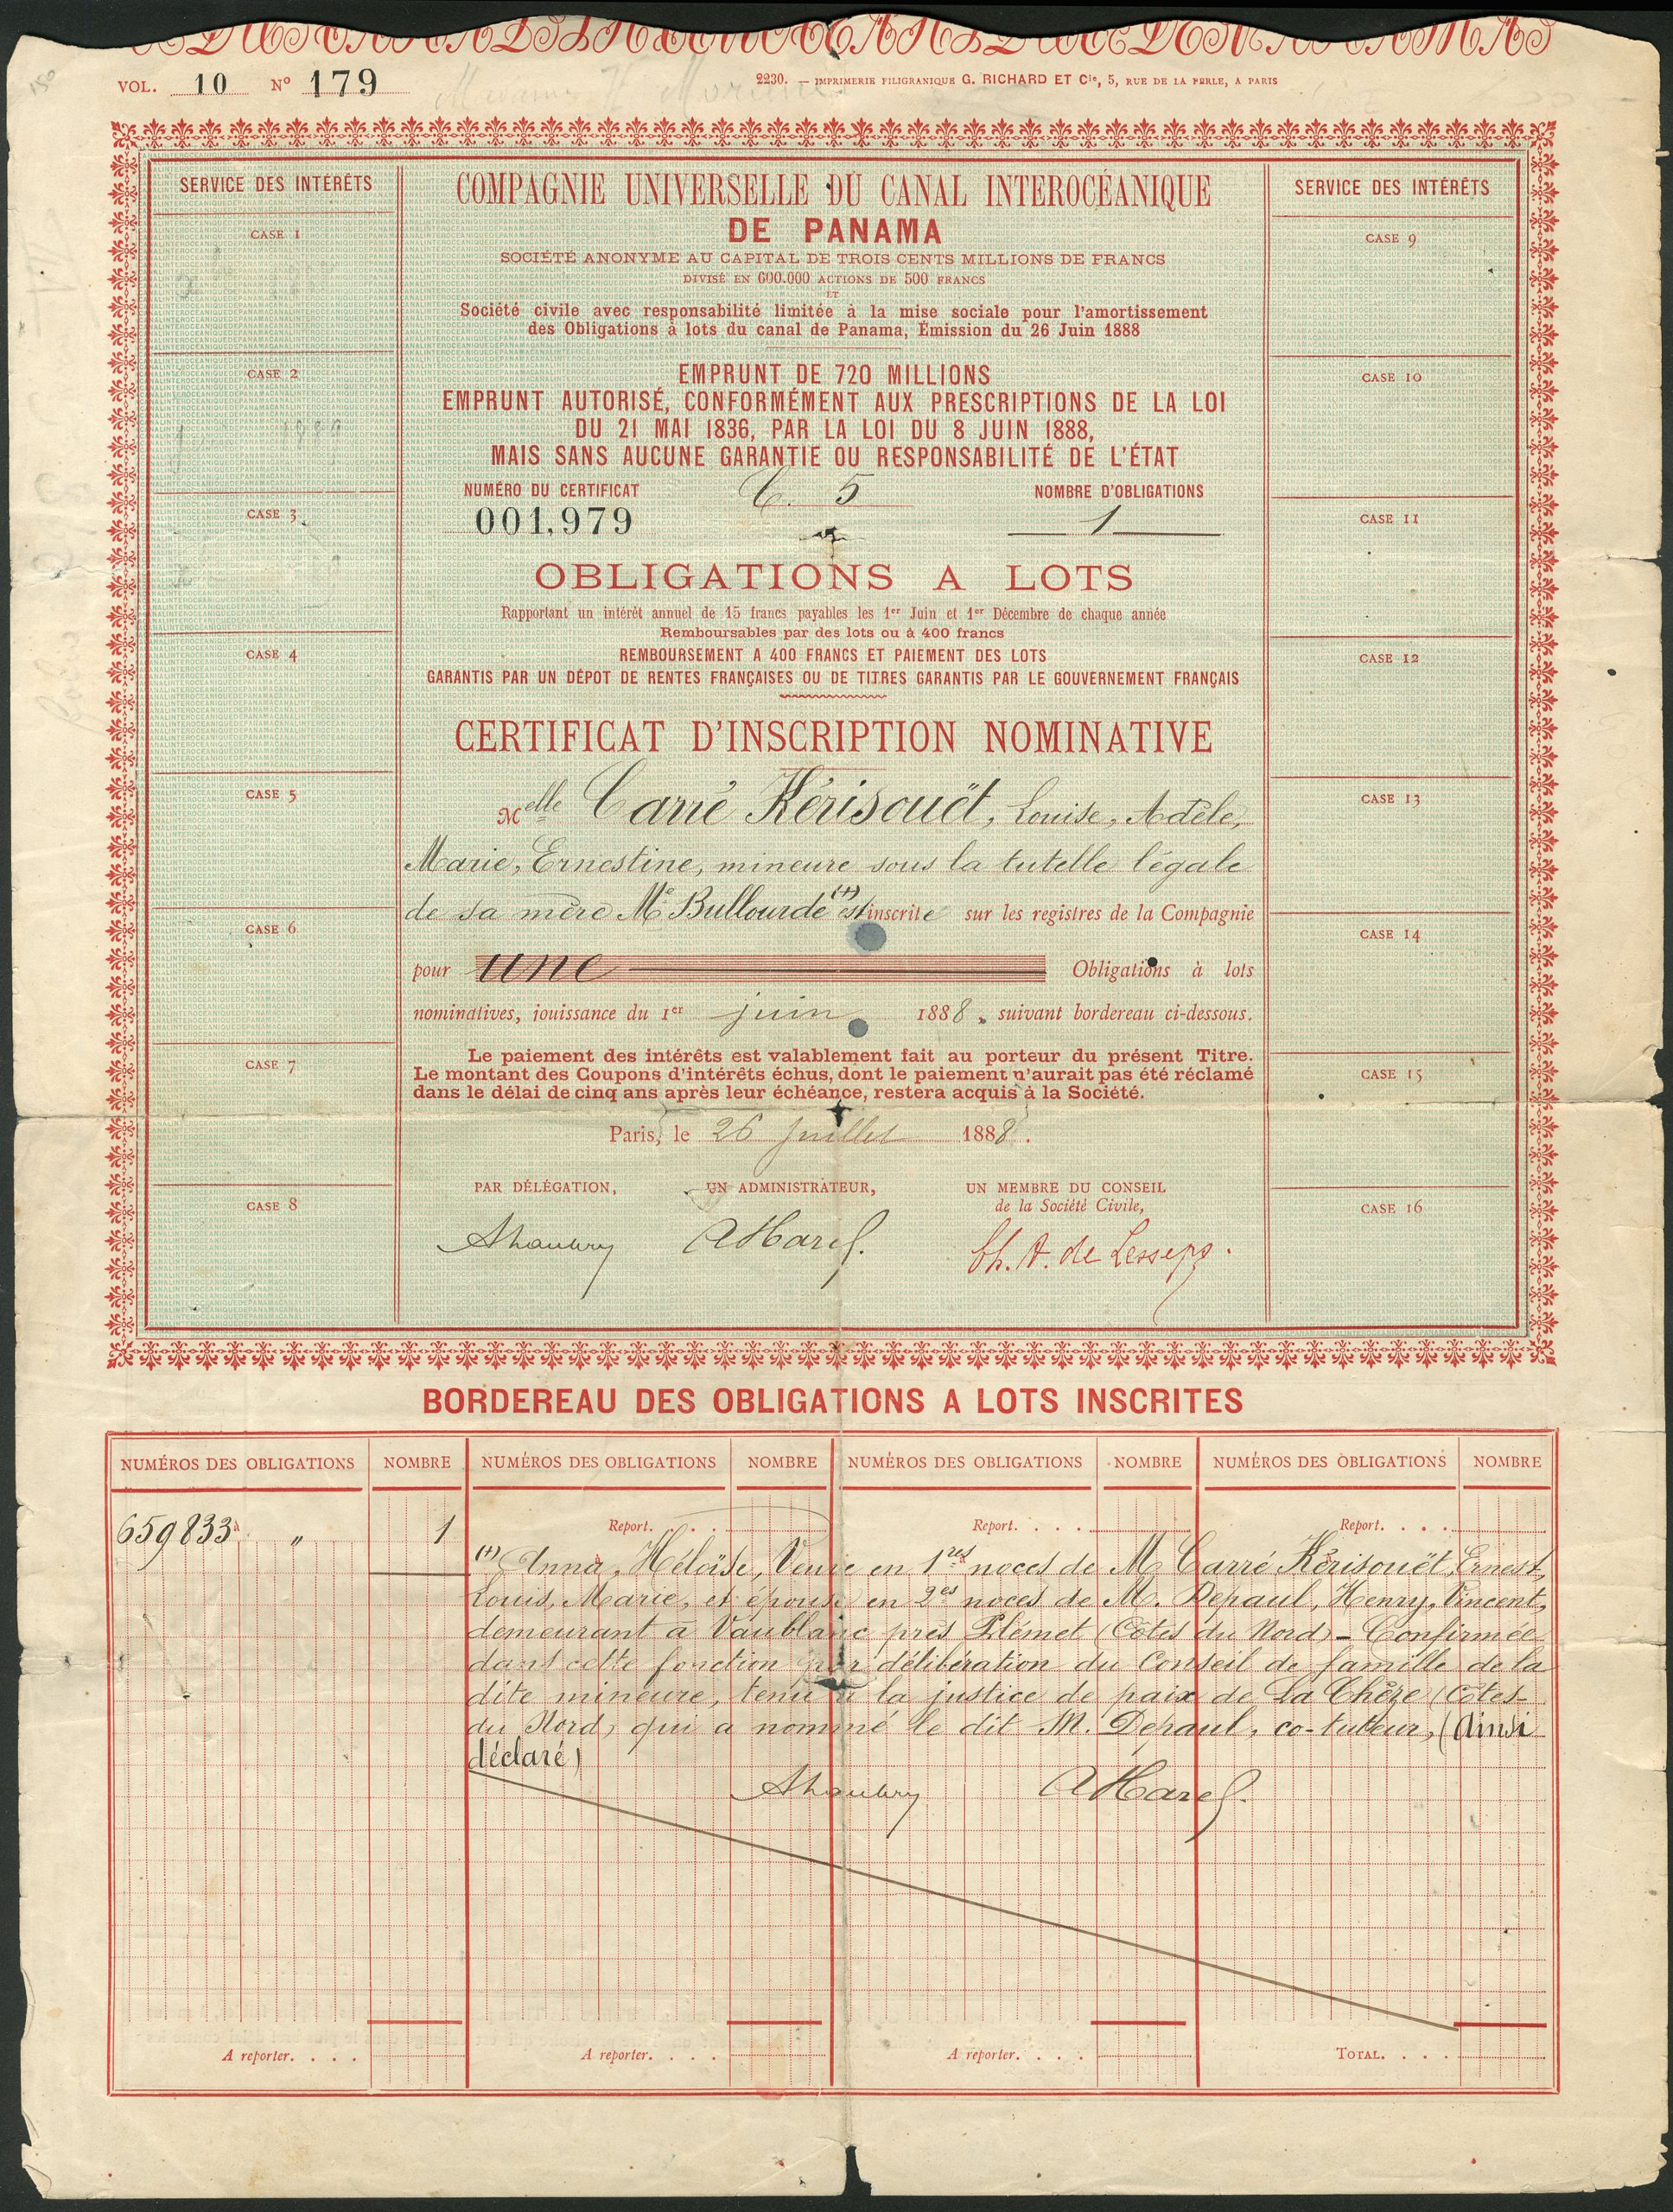 VOL. 10 Nº 179
2230. — IMPRIMERIE FILIGRANIQUE G. RICHARD ET Cie, 5, RUE DE LA PERLE, A PARIS
SERVICE DES INTÉRÊTS
CASE 1
CASE 2
CASE 3
CASE 4
CASE 5
CASE 6
CASE 7
CASE 8
COMPAGNIE UNIVERSELLE DU CANAL INTEROCÉANIQUE
DE PANAMA
SOCIÉTÉ ANONYME AU CAPITAL DE TROIS CENTS MILLIONS DE FRANCS
DIVISÉ EN 600.000 ACTIONS DE 500 FRANCS
ET
Société civile avec responsabilité limitée à la mise sociale pour l'amortissement
des Obligations à lots du canal de Panama, Émission du 26 Juin 1888
EMPRUNT DE 720 MILLIONS
EMPRUNT AUTORISÉ, CONFORMÉMENT AUX PRESCRIPTIONS DE LA LOI
DU 21 MAI 1836, PAR LA LOI DU 8 JUIN 1888,
MAIS SANS AUCUNE GARANTIE OU RESPONSABILITÉ DE L'ÉTAT
NUMÉRO DU CERTIFICAT
001,979
C. 5
NOMBRE D'OBLIGATIONS
1
OBLIGATIONS A LOTS
Rapportant un intérêt annuel de 15 francs payables les 1er Juin et 1er Décembre de chaque année
Remboursables par des lots ou à 400 francs
REMBOURSEMENT A 400 FRANCS ET PAIEMENT DES LOTS
GARANTIS PAR UN DÉPOT DE RENTES FRANÇAISES OU DE TITRES GARANTIS PAR LE GOUVERNEMENT FRANÇAIS
CERTIFICAT D'INSCRIPTION NOMINATIVE
Melle Carré Kérisouët, Louise, Adèle,
Marie, Ernestine, mineure sous la tutelle légale
de sa mère Me Bullourde (+) est inscrite sur les registres de la Compagnie
pour une Obligations à lots
nominatives, jouissance du 1er juin 1888, suivant bordereau ci-dessous.
Le paiement des intérêts est valablement fait au porteur du présent Titre.
Le montant des Coupons d'intérêts échus, dont le paiement n'aurait pas été réclamé
dans le délai de cinq ans après leur échéance, restera acquis à la Société.
Paris, le 26 Juillet 1888.
PAR DÉLÉGATION,
UN ADMINISTRATEUR,
UN MEMBRE DU CONSEIL
de la Société Civile,
Ch. A. de Lesseps.
SERVICE DES INTÉRÊTS
CASE 9
CASE 10
CASE 11
CASE 12
CASE 13
CASE 14
CASE 15
CASE 16
BORDEREAU DES OBLIGATIONS A LOTS INSCRITES
NUMÉROS DES OBLIGATIONS NOMBRE NUMÉROS DES OBLIGATIONS NOMBRE NUMÉROS DES OBLIGATIONS NOMBRE NUMÉROS DES OBLIGATIONS NOMBRE
659833 à " 1 Report. . . . Report. . . . Report. . . .
(+) Anna, Héloïse, Veuve en 1res noces de M. Carré Kérisouët, Ernest,
Louis, Marie, et épouse en 2es noces de M. Depaul, Henry, Vincent,
demeurant à Vaublanc près Plémet (Côtes du Nord) - Confirmée
dans cette fonction par délibération du Conseil de famille de la
dite mineure, tenu à la justice de paix de La Chèze (Côtes-
du Nord) qui a nommé le dit M. Depaul, co-tuteur, (Ainsi
déclaré)
A reporter. . . . A reporter. . . . A reporter. . . . TOTAL. . . .